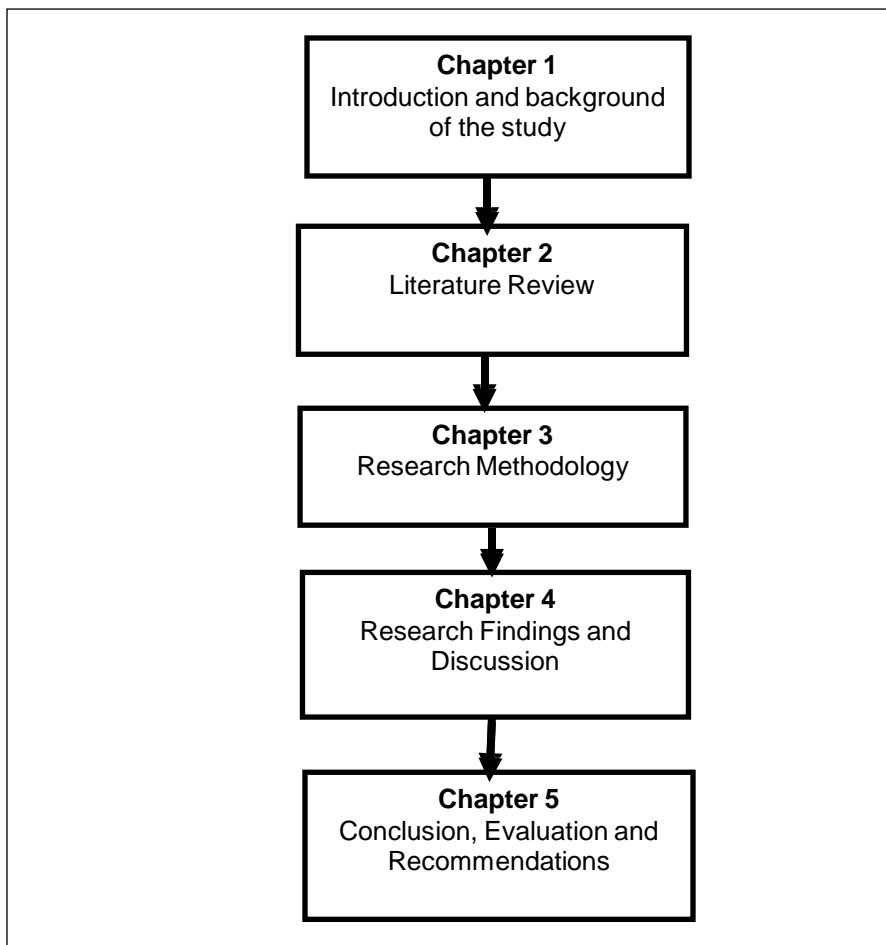 Chapter 1
Introduction and background
of the study
Chapter 2
Literature Review
Chapter 3
Research Methodology
Chapter 4
Research Findings and
Discussion
Chapter 5
Conclusion, Evaluation and
Recommendations